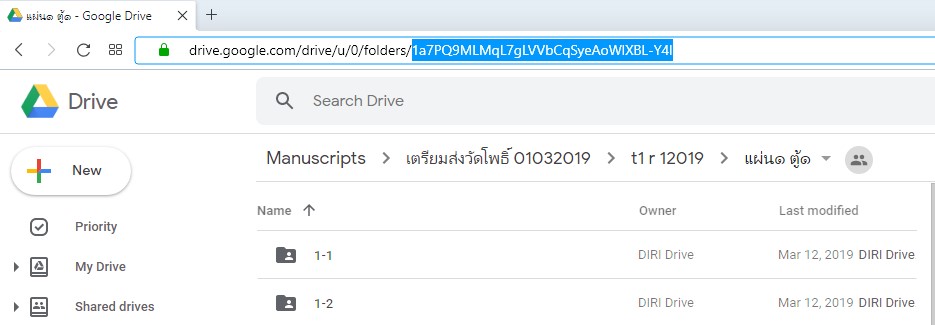 แผ่น๑ ตู้๑ - Google Drive
drive.google.com/drive/u/0/folders/1a7PQ9MLMqL7gLVVbCqSyeAoWIXBL-Y4I
Drive
Search Drive
New
Manuscripts > เตรียมส่งวัดโพธิ์ 01032019 > t1 r 12019 > แผ่น๑ ตู้๑
Name Owner Last modified
Priority
1-1 DIRI Drive Mar 12, 2019 DIRI Drive
My Drive
1-2 DIRI Drive Mar 12, 2019 DIRI Drive
Shared drives